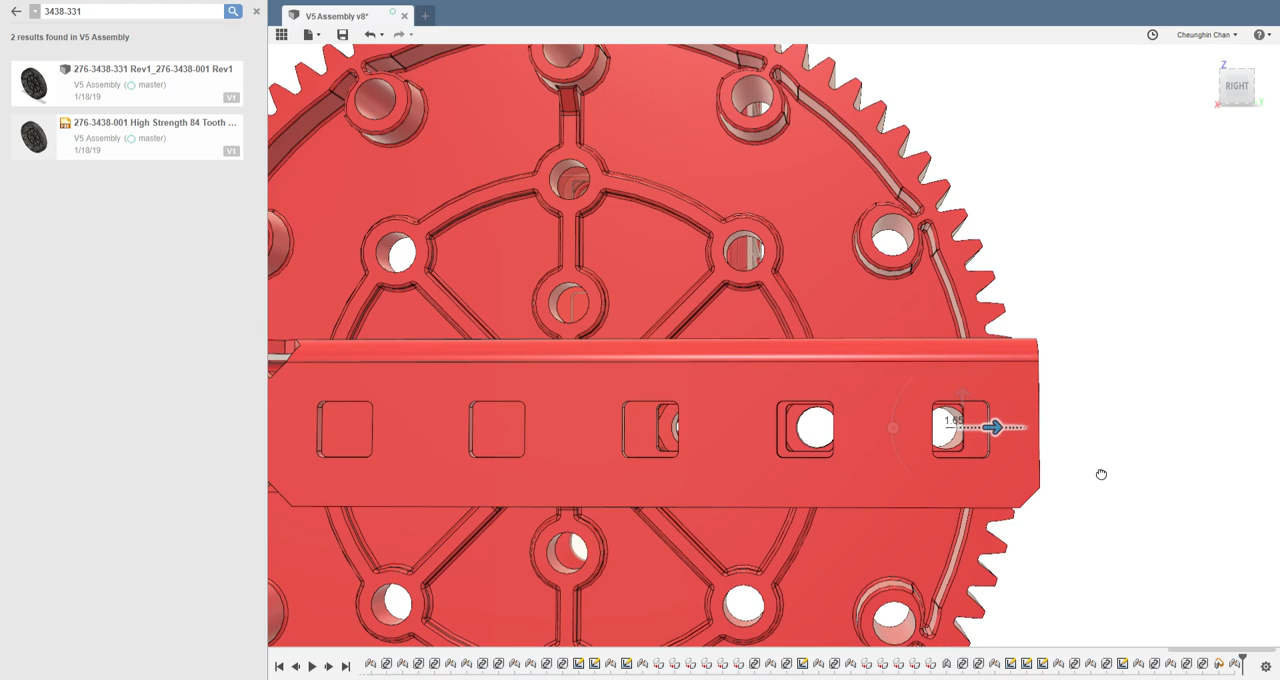 3438-331
V5 Assembly v8*
2 results found in V5 Assembly
Cheunghin Chan
276-3438-331 Rev1_276-3438-001 Rev1
V5 Assembly ( master)
1/18/19
V1
276-3438-001 High Strength 84 Tooth ...
V5 Assembly ( master)
1/18/19
V1
Z
RIGHT
X
Y
1.65